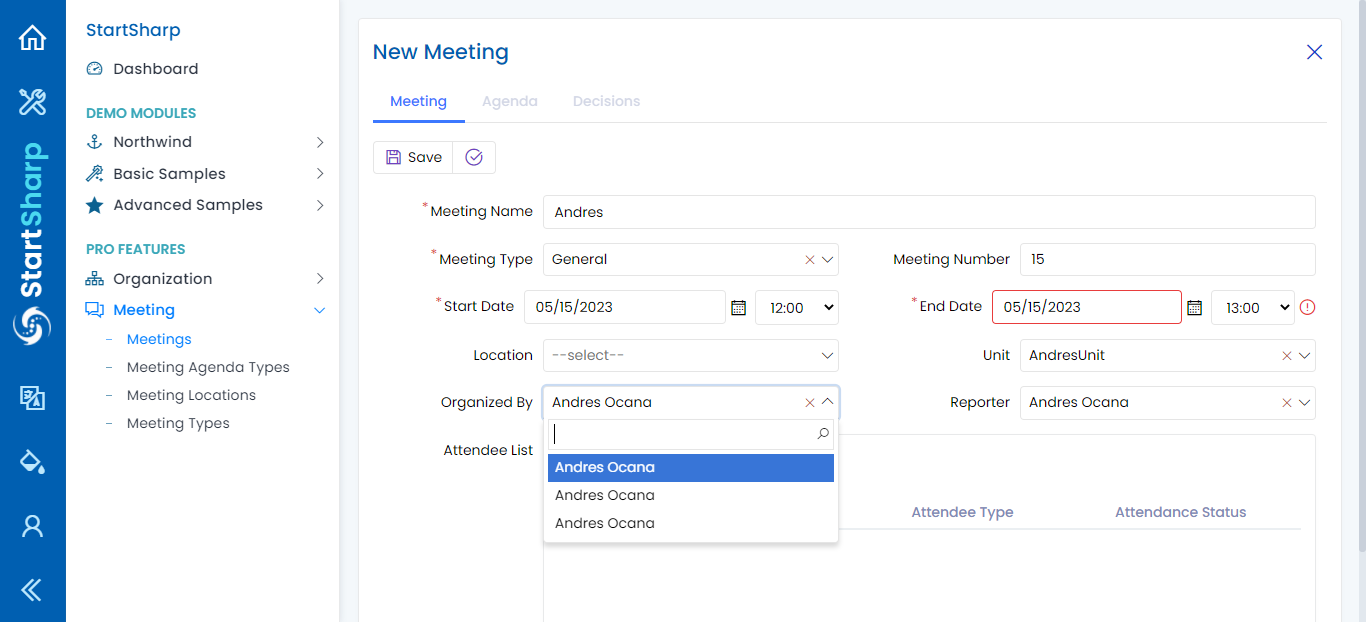 StartSharp
StartSharp
Dashboard
DEMO MODULES
Northwind
Basic Samples
Advanced Samples
PRO FEATURES
Organization
Meeting
- Meetings
- Meeting Agenda Types
- Meeting Locations
- Meeting Types
New Meeting
Meeting Agenda Decisions
Save
* Meeting Name Andres
* Meeting Type General Meeting Number 15
* Start Date 05/15/2023 12:00 * End Date 05/15/2023 13:00
Location --select-- Unit AndresUnit
Organized By Andres Ocana Reporter Andres Ocana
Attendee List
Andres Ocana
Andres Ocana
Andres Ocana
Attendee Type Attendance Status